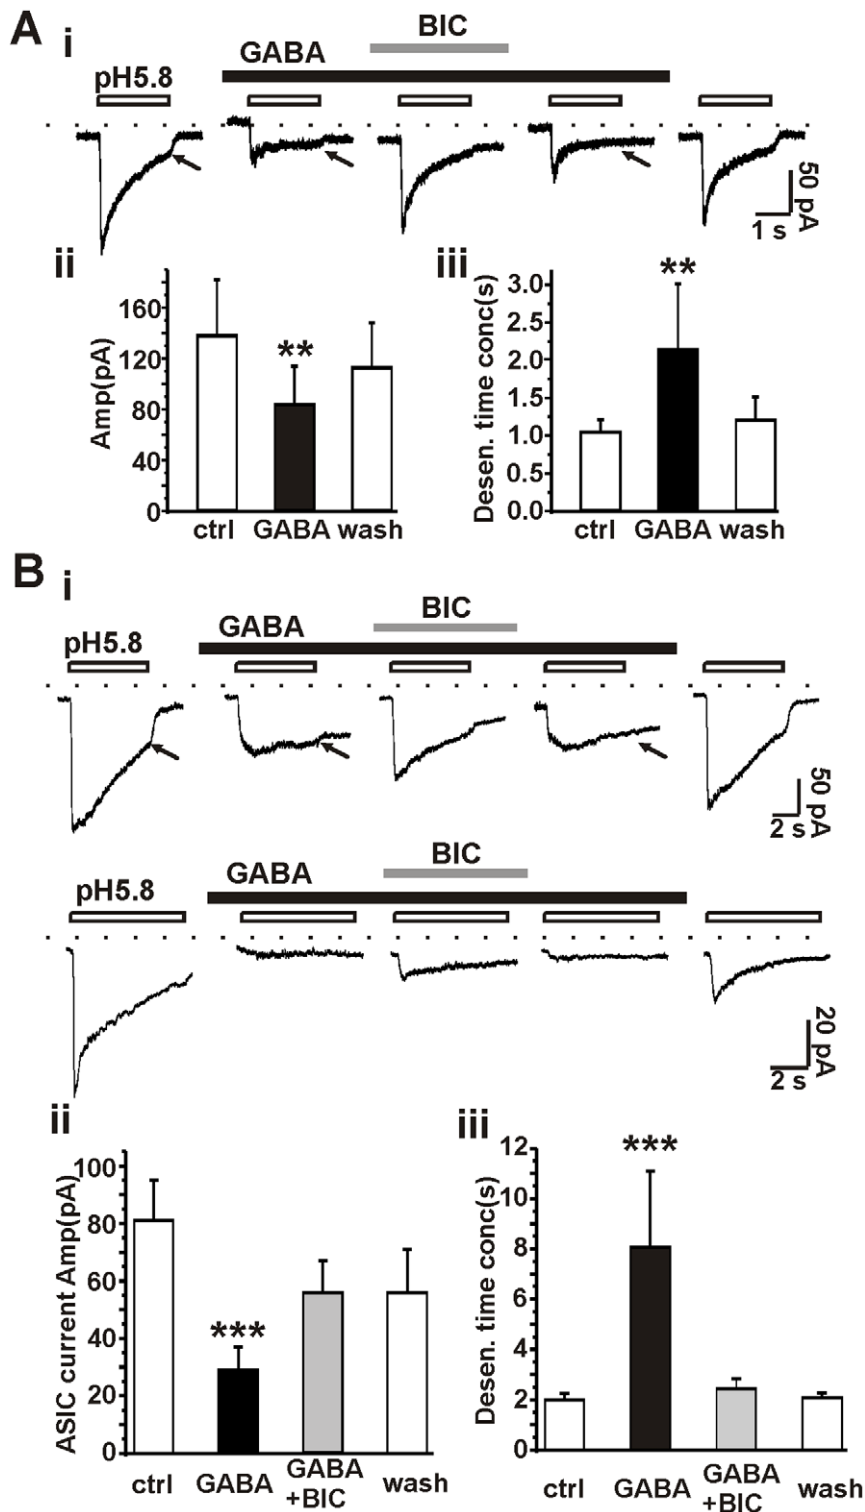 A
i
BIC
GABA
pH5.8
50 pA
1 s
ii
Amp(pA)
160
120
80
40
0
**
ctrl GABA wash
iii
Desen. time conc(s)
3.0
2.5
2.0
1.5
1.0
0.5
0.0
**
ctrl GABA wash
B
i
BIC
GABA
pH5.8
50 pA
2 s
BIC
GABA
pH5.8
20 pA
2 s
ii
ASIC current Amp(pA)
100
80
60
40
20
0
***
ctrl GABA GABA wash
+BIC
iii
Desen. time conc(s)
12
10
8
6
4
2
0
***
ctrl GABA GABA wash
+BIC